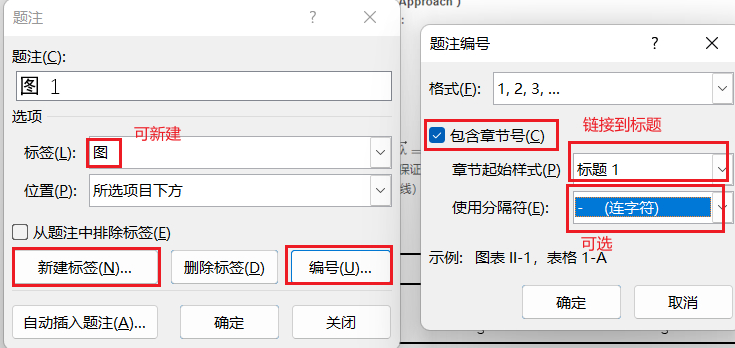 Approach )
题注
? ×
题注(C):
图 1
选项
可新建
标签(L):
图
位置(P):
所选项目下方
从题注中排除标签(E)
新建标签(N)...
删除标签(D)
编号(U)...
自动插入题注(A)...
确定
关闭
题注编号
? ×
格式(F):
1, 2, 3, ...
链接到标题
包含章节号(C)
章节起始样式(P)
标题 1
使用分隔符(E):
- (连字符)
可选
示例: 图表 II-1，表格 1-A
确定
取消
保证
线)